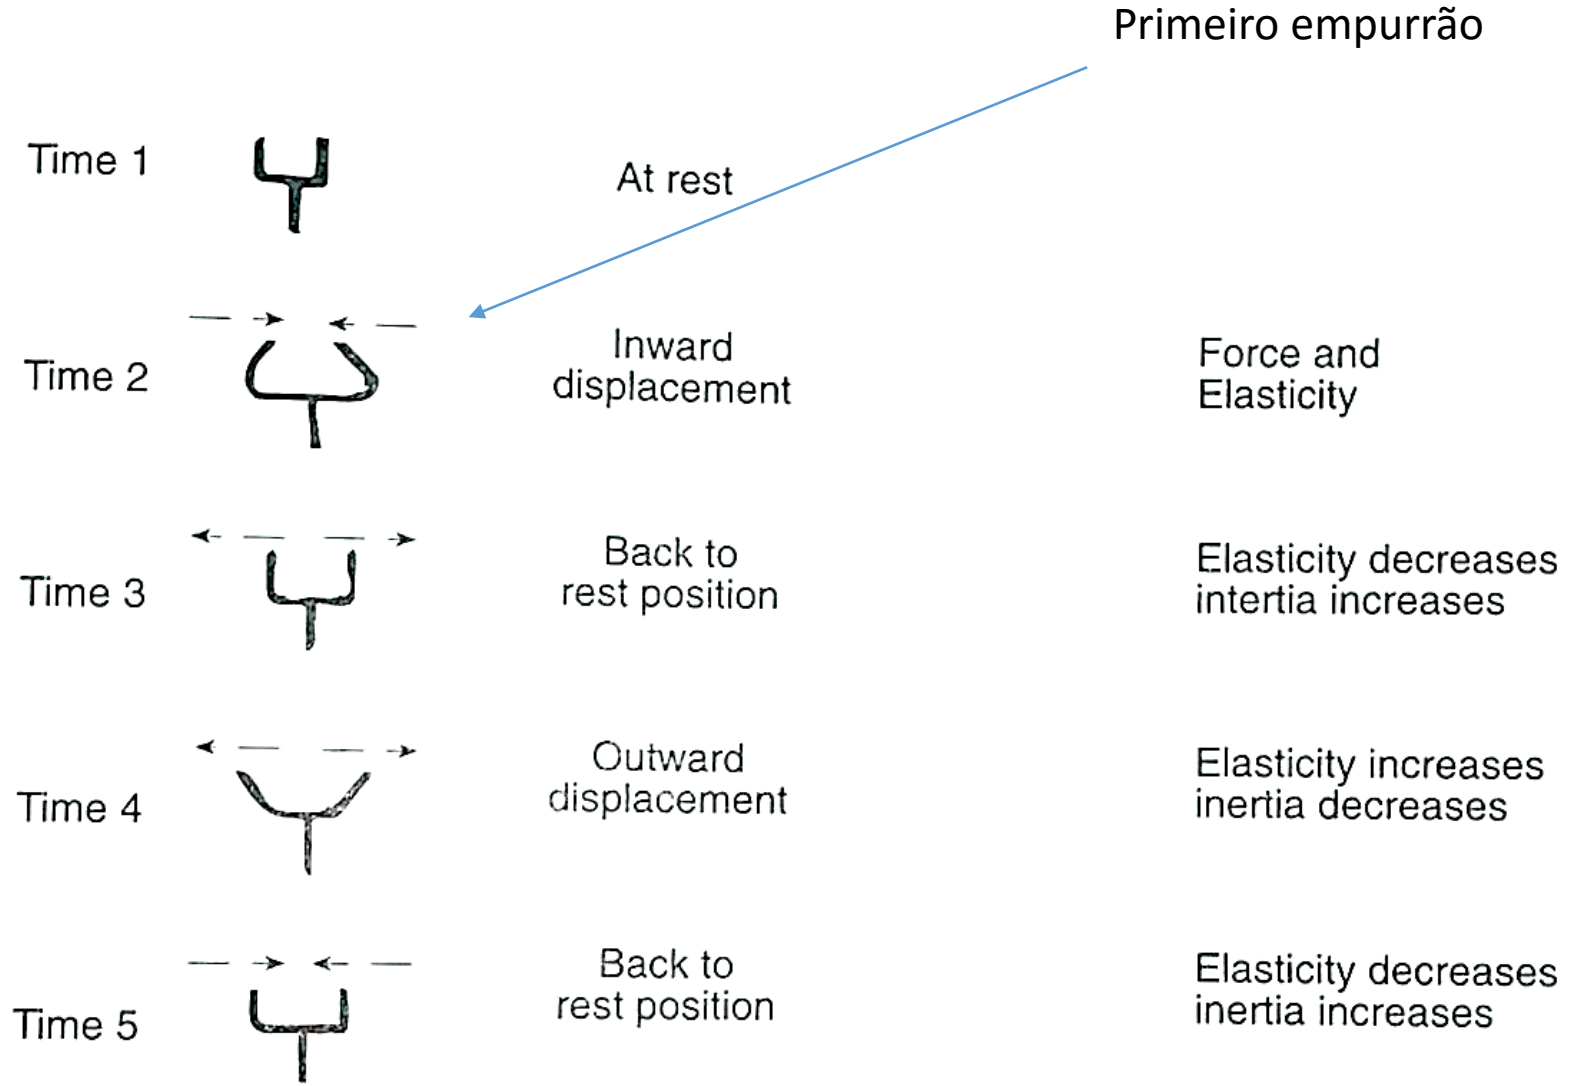 Primeiro empurrão
Time 1
At rest
Time 2
Inward
displacement
Force and
Elasticity
Time 3
Back to
rest position
Elasticity decreases
intertia increases
Time 4
Outward
displacement
Elasticity increases
inertia decreases
Time 5
Back to
rest position
Elasticity decreases
inertia increases